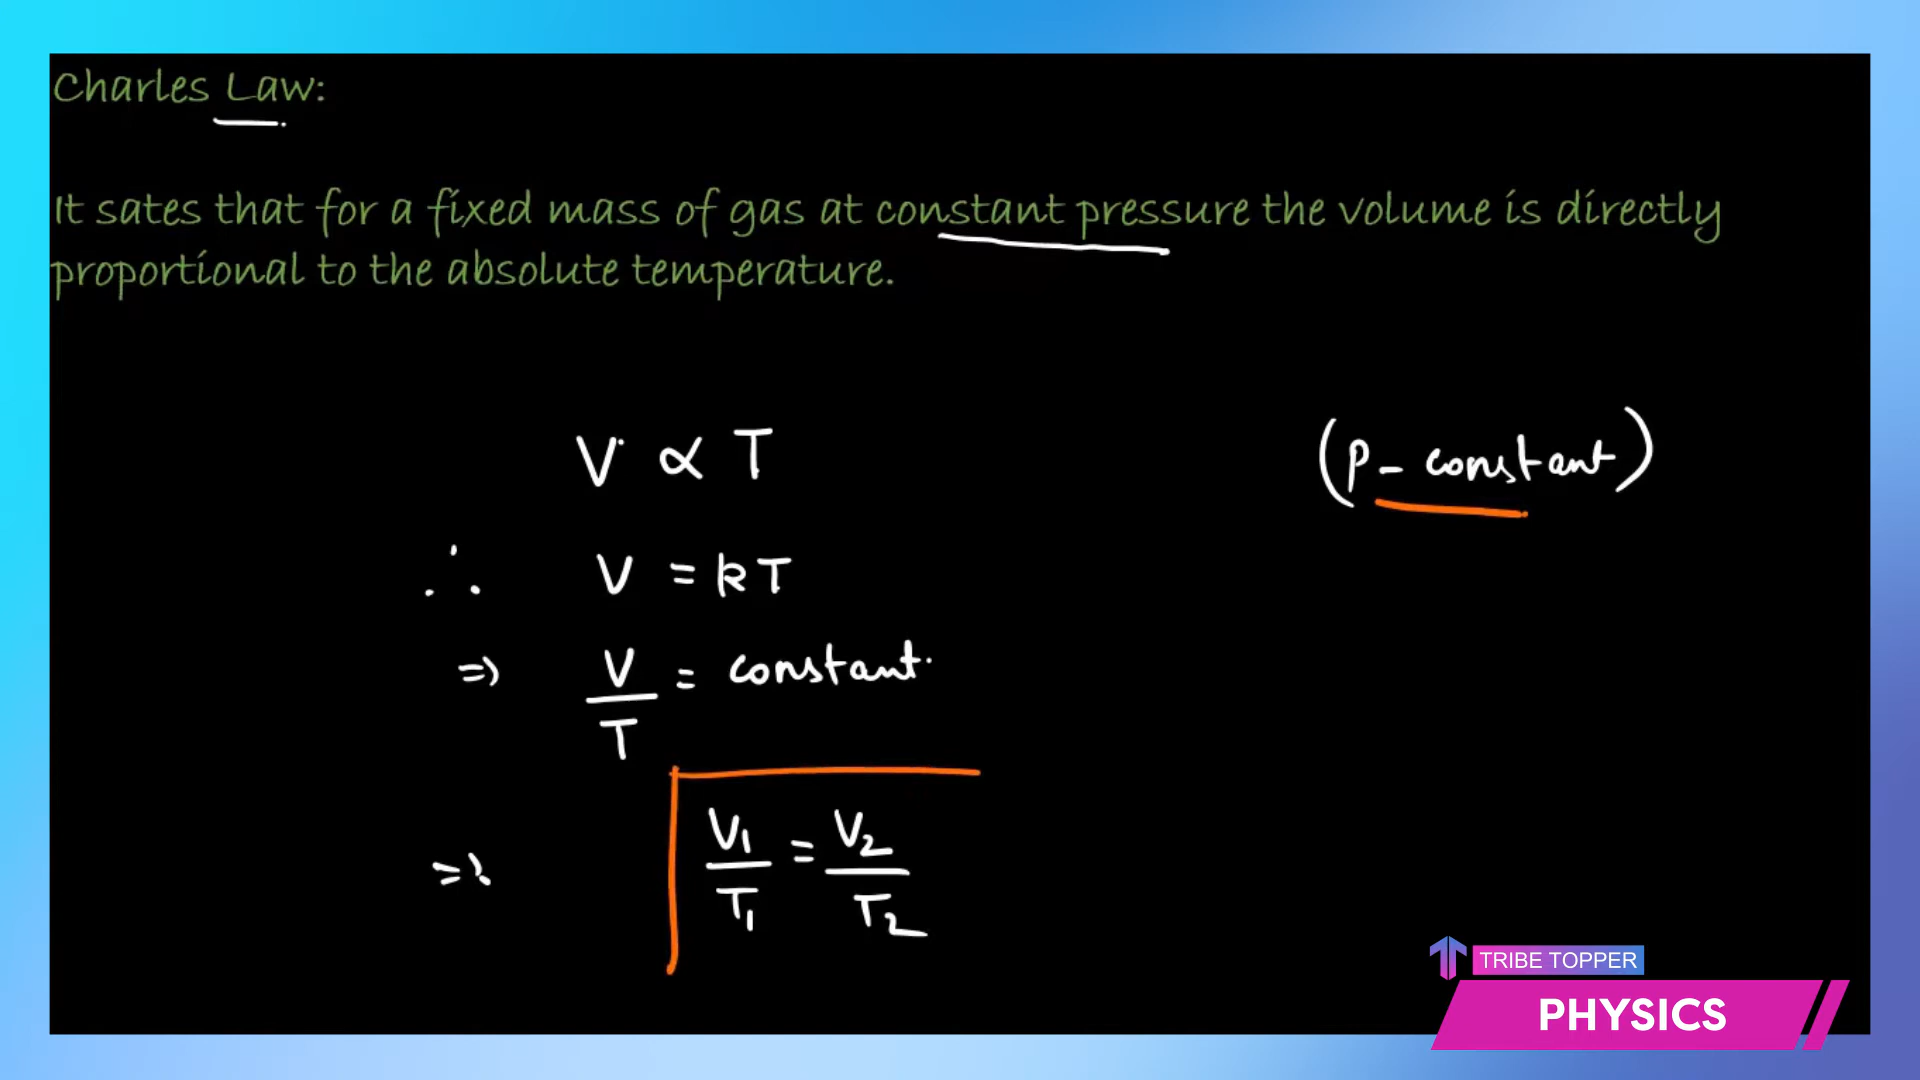 Charles Law:
It sates that for a fixed mass of gas at constant pressure the volume is directly
proportional to the absolute temperature.
V ∝ T
(P - constant)
∴ V = kT
⇒ V/T = constant.
⇒ V₁/T₁ = V₂/T₂
TRIBE TOPPER
PHYSICS